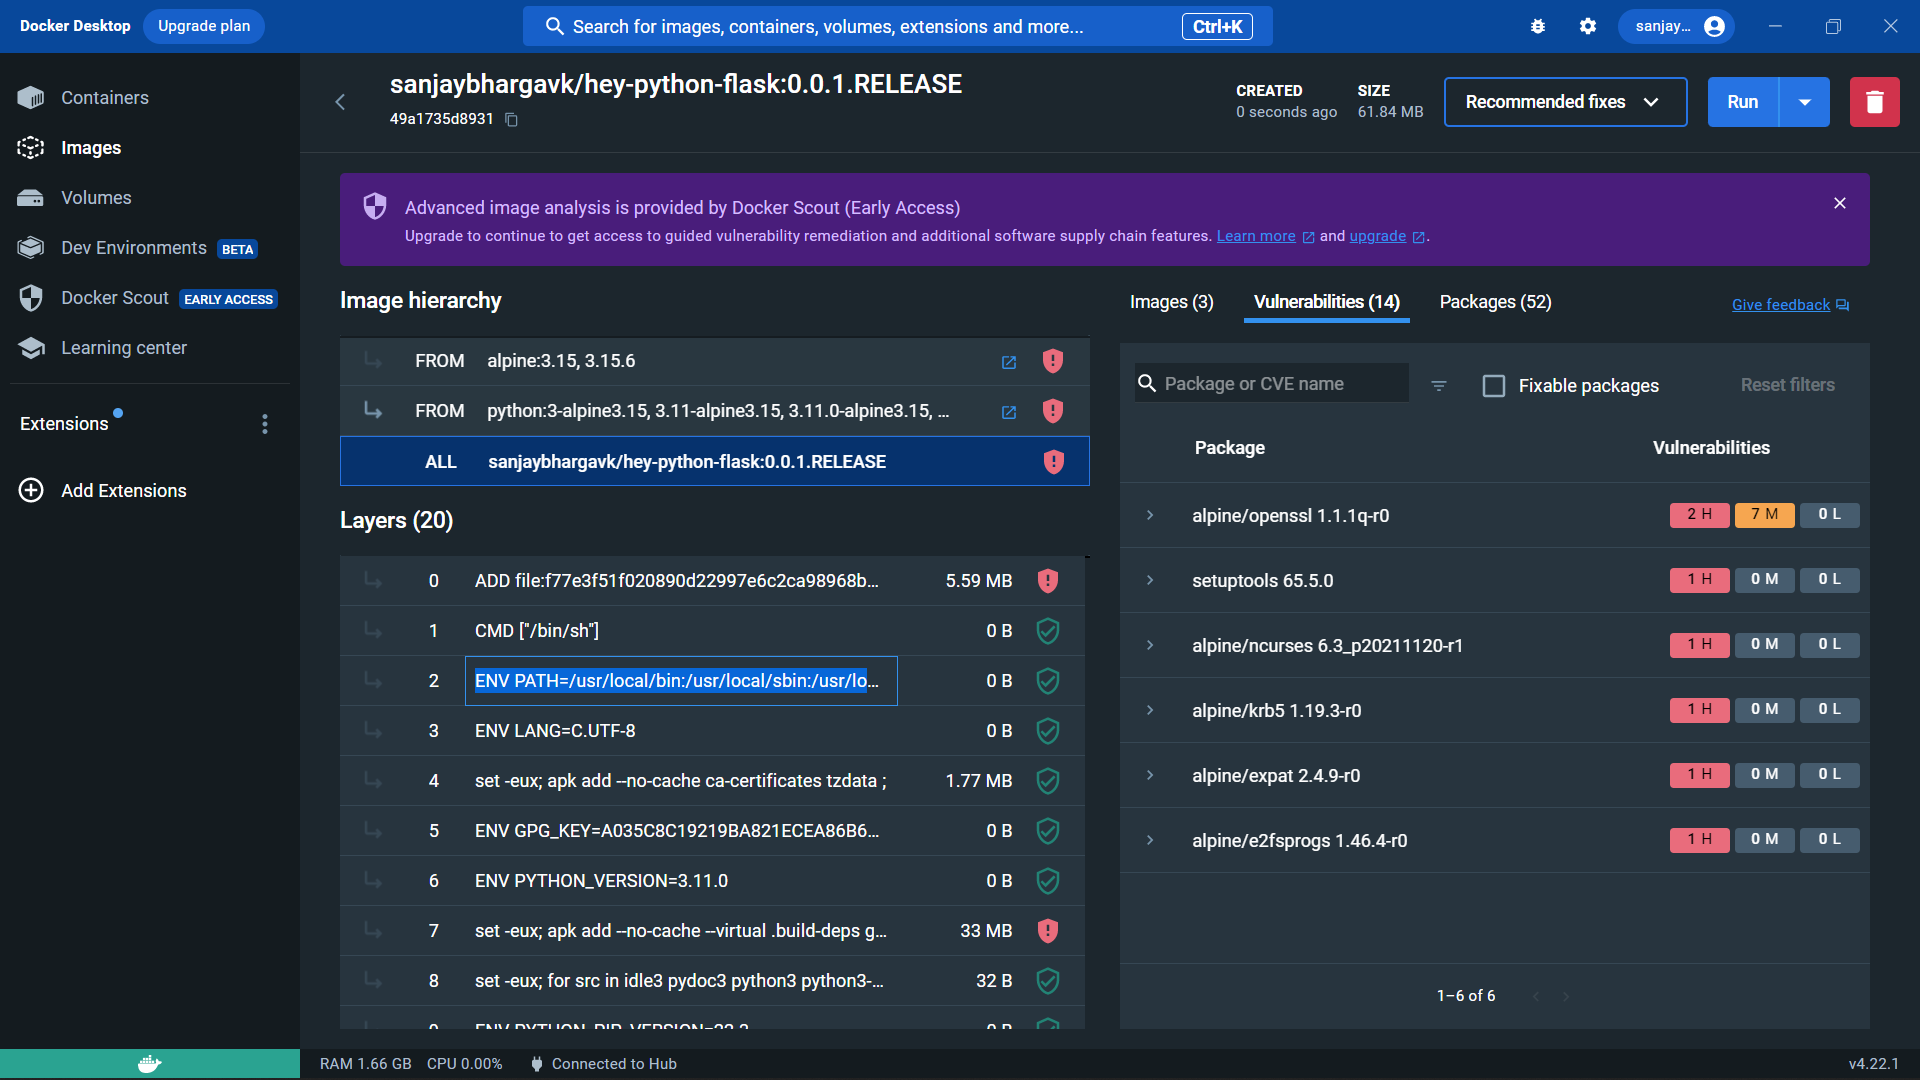 Docker Desktop
Upgrade plan
Search for images, containers, volumes, extensions and more...
Ctrl+K
sanjay...
Containers
Images
Volumes
Dev Environments BETA
Docker Scout EARLY ACCESS
Learning center
Extensions
Add Extensions
sanjaybhargavk/hey-python-flask:0.0.1.RELEASE
49a1735d8931
CREATED
0 seconds ago
SIZE
61.84 MB
Recommended fixes
Run
Advanced image analysis is provided by Docker Scout (Early Access)
Upgrade to continue to get access to guided vulnerability remediation and additional software supply chain features. Learn more and upgrade .
Image hierarchy
FROM alpine:3.15, 3.15.6
FROM python:3-alpine3.15, 3.11-alpine3.15, 3.11.0-alpine3.15, ...
ALL sanjaybhargavk/hey-python-flask:0.0.1.RELEASE
Layers (20)
0 ADD file:f77e3f51f020890d22997e6c2ca98968b... 5.59 MB
1 CMD ["/bin/sh"] 0 B
2 ENV PATH=/usr/local/bin:/usr/local/sbin:/usr/lo... 0 B
3 ENV LANG=C.UTF-8 0 B
4 set -eux; apk add --no-cache ca-certificates tzdata ; 1.77 MB
5 ENV GPG_KEY=A035C8C19219BA821ECEA86B6... 0 B
6 ENV PYTHON_VERSION=3.11.0 0 B
7 set -eux; apk add --no-cache --virtual .build-deps g... 33 MB
8 set -eux; for src in idle3 pydoc3 python3 python3-... 32 B
9 ENV PYTHON_PIP_VERSION=22.3 0 B
Images (3)
Vulnerabilities (14)
Packages (52)
Give feedback
Package or CVE name
Fixable packages
Reset filters
Package Vulnerabilities
alpine/openssl 1.1.1q-r0 2 H 7 M 0 L
setuptools 65.5.0 1 H 0 M 0 L
alpine/ncurses 6.3_p20211120-r1 1 H 0 M 0 L
alpine/krb5 1.19.3-r0 1 H 0 M 0 L
alpine/expat 2.4.9-r0 1 H 0 M 0 L
alpine/e2fsprogs 1.46.4-r0 1 H 0 M 0 L
1–6 of 6
RAM 1.66 GB CPU 0.00% Connected to Hub
v4.22.1